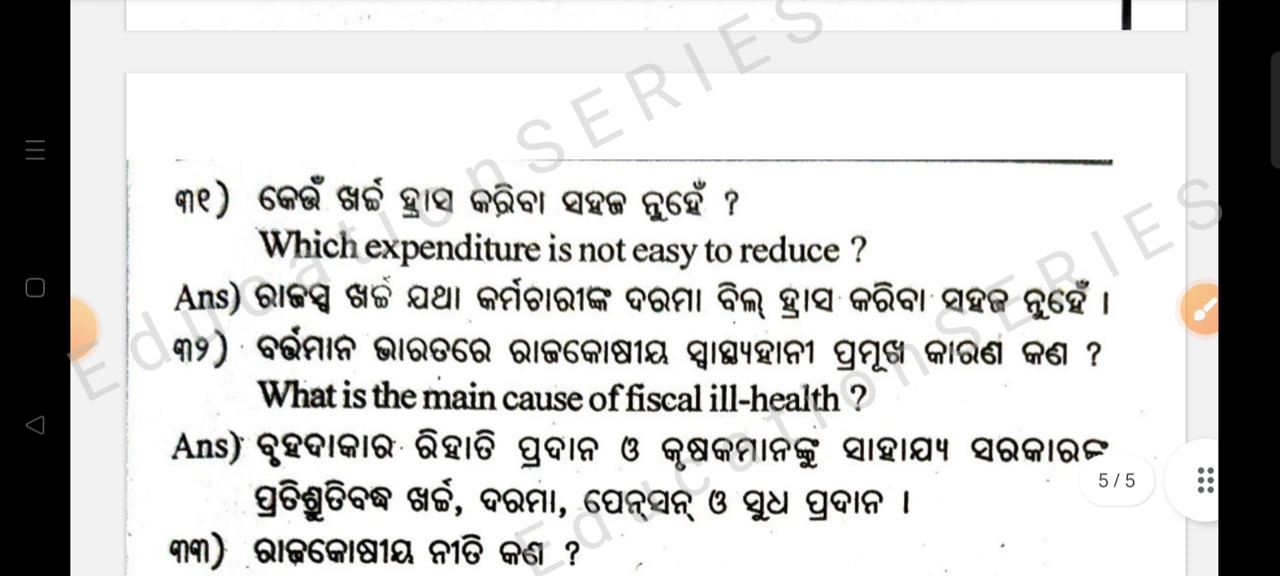 ୩୧) କେଉଁ ଖର୍ଚ୍ଚ ହ୍ରାସ କରିବା ସହଜ ନୁହେଁ ?
Which expenditure is not easy to reduce ?
Ans) ରାଜସ୍ୱ ଖର୍ଚ୍ଚ ଯଥା କର୍ମଚାରୀଙ୍କ ଦରମା ବିଲ୍ ହ୍ରାସ କରିବା ସହଜ ନୁହେଁ ।
୩୨) ବର୍ତ୍ତମାନ ଭାରତରେ ରାଜକୋଷୀୟ ସ୍ୱାସ୍ଥ୍ୟହାନୀ ପ୍ରମୂଖ କାରଣ କଣ ?
What is the main cause of fiscal ill-health ?
Ans) ବୃହଦାକାର ରିହାତି ପ୍ରଦାନ ଓ କୃଷକମାନଙ୍କୁ ସାହାଯ୍ୟ ସରକାରଙ୍କ
ପ୍ରତିଶ୍ରୁତିବଦ୍ଧ ଖର୍ଚ୍ଚ, ଦରମା, ପେନ୍‌ସନ୍ ଓ ସୁଧ ପ୍ରଦାନ ।
୩୩) ରାଜକୋଷୀୟ ନୀତି କଣ ?
5 / 5
EducationSERIES
EducationSERIES